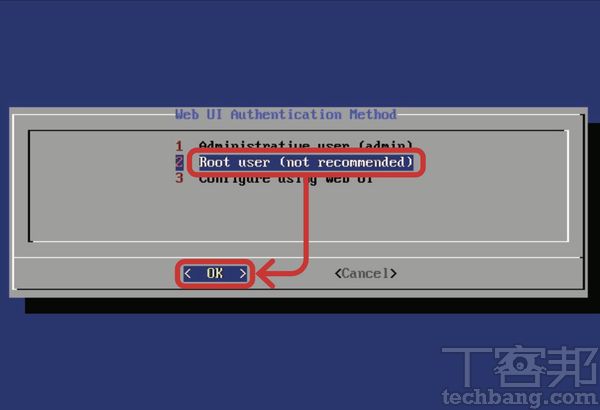 Web UI Authentication Method
1 Administrative user (admin)
2 Root user (not recommended)
3 Configure using Web UI
< OK >
<Cancel>
T客邦
techbang.com